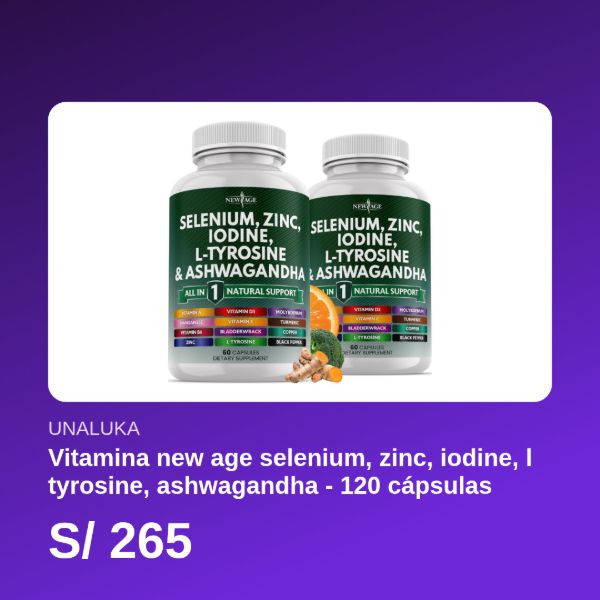 NEW AGE
SELENIUM, ZINC,
IODINE,
L-TYROSINE
& ASHWAGANDHA
ALL IN 1 NATURAL SUPPORT
VITAMIN A VITAMIN D3 MOLYBDENUM
MANGANESE VITAMIN E TURMERIC
VITAMIN B6 BLADDERWRACK COPPER
ZINC L-TYROSINE BLACK PEPPER
60 CAPSULES
DIETARY SUPPLEMENT
NEW AGE
SELENIUM, ZINC,
IODINE,
L-TYROSINE
& ASHWAGANDHA
ALL IN 1 NATURAL SUPPORT
VITAMIN D3 MOLYBDENUM
VITAMIN E TURMERIC
BLADDERWRACK COPPER
L-TYROSINE BLACK PEPPER
60 CAPSULES
DIETARY SUPPLEMENT
UNALUKA
Vitamina new age selenium, zinc, iodine, l
tyrosine, ashwagandha - 120 cápsulas
S/ 265